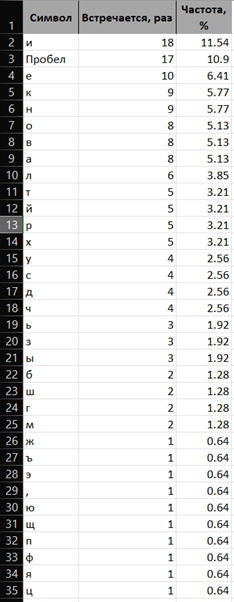 Символ Встречается, раз Частота, %
1
2 и 18 11.54
3 Пробел 17 10.9
4 е 10 6.41
5 к 9 5.77
6 н 9 5.77
7 о 8 5.13
8 в 8 5.13
9 а 8 5.13
10 л 6 3.85
11 т 5 3.21
12 й 5 3.21
13 р 5 3.21
14 х 5 3.21
15 у 4 2.56
16 с 4 2.56
17 д 4 2.56
18 ч 4 2.56
19 ь 3 1.92
20 з 3 1.92
21 ы 3 1.92
22 б 2 1.28
23 ш 2 1.28
24 г 2 1.28
25 м 2 1.28
26 ж 1 0.64
27 ъ 1 0.64
28 э 1 0.64
29 , 1 0.64
30 ю 1 0.64
31 щ 1 0.64
32 п 1 0.64
33 ф 1 0.64
34 я 1 0.64
35 ц 1 0.64